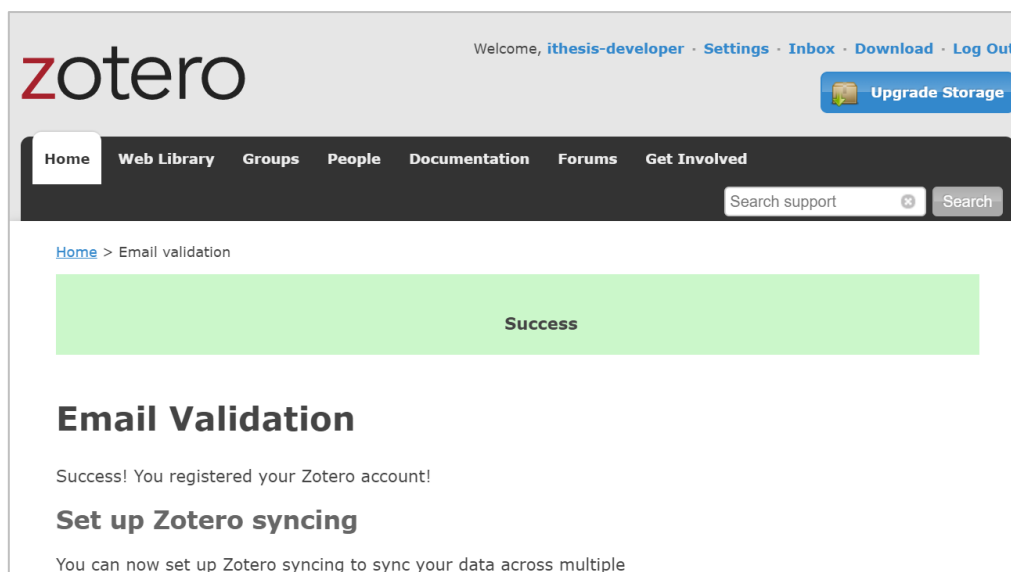 zotero
Welcome, ithesis-developer · Settings · Inbox · Download · Log Out
Upgrade Storage
Home Web Library Groups People Documentation Forums Get Involved
Search support Search
Home > Email validation
Success
Email Validation
Success! You registered your Zotero account!
Set up Zotero syncing
You can now set up Zotero syncing to sync your data across multiple